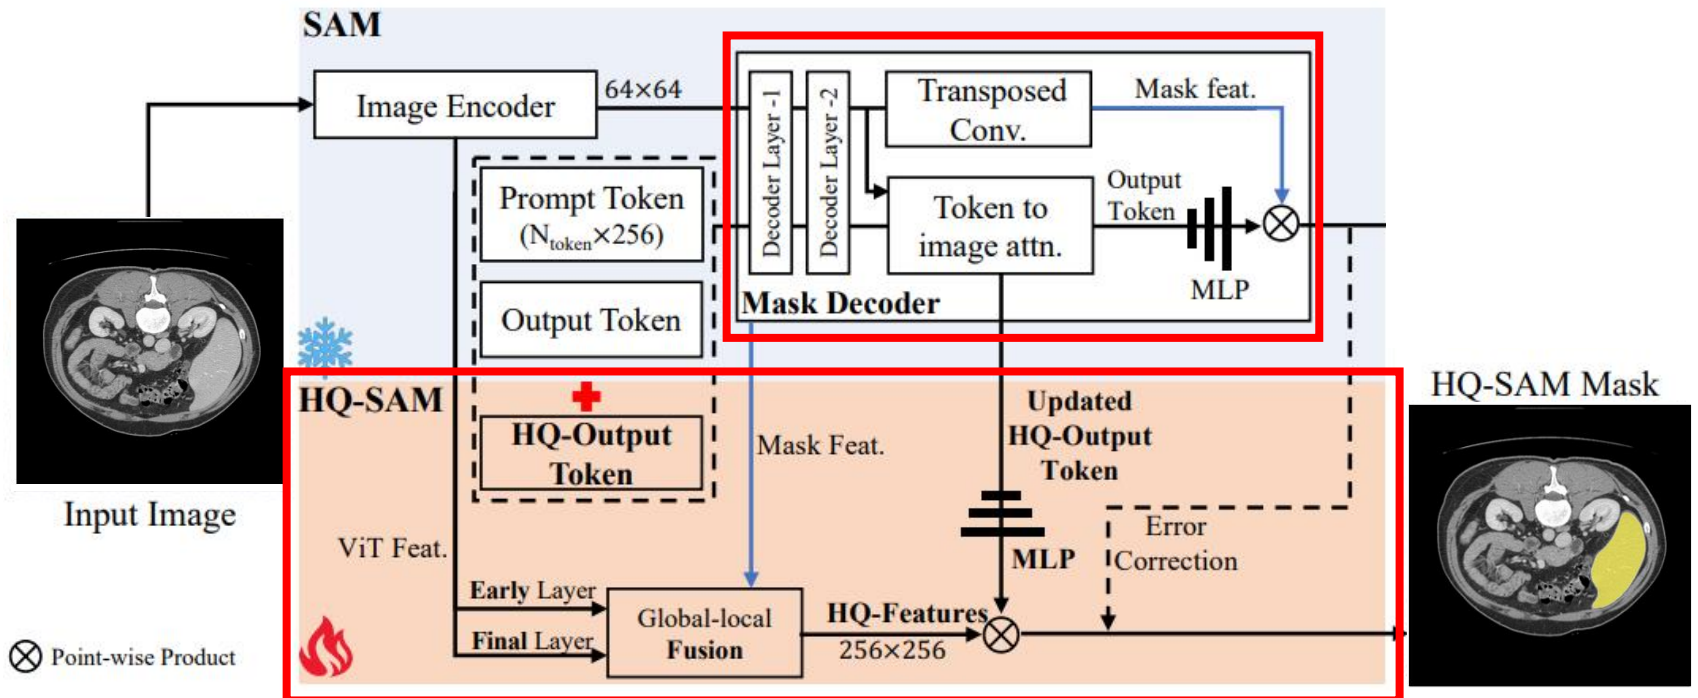 SAM
Image Encoder
64×64
Decoder Layer -1
Decoder Layer -2
Transposed
Conv.
Mask feat.
Prompt Token
(N_token×256)
Token to
image attn.
Output
Token
MLP
Output Token
Mask Decoder
HQ-SAM
HQ-Output
Token
Mask Feat.
Updated
HQ-Output
Token
HQ-SAM Mask
Input Image
ViT Feat.
MLP
Error
Correction
Early Layer
Final Layer
Global-local
Fusion
HQ-Features
256×256
Point-wise Product